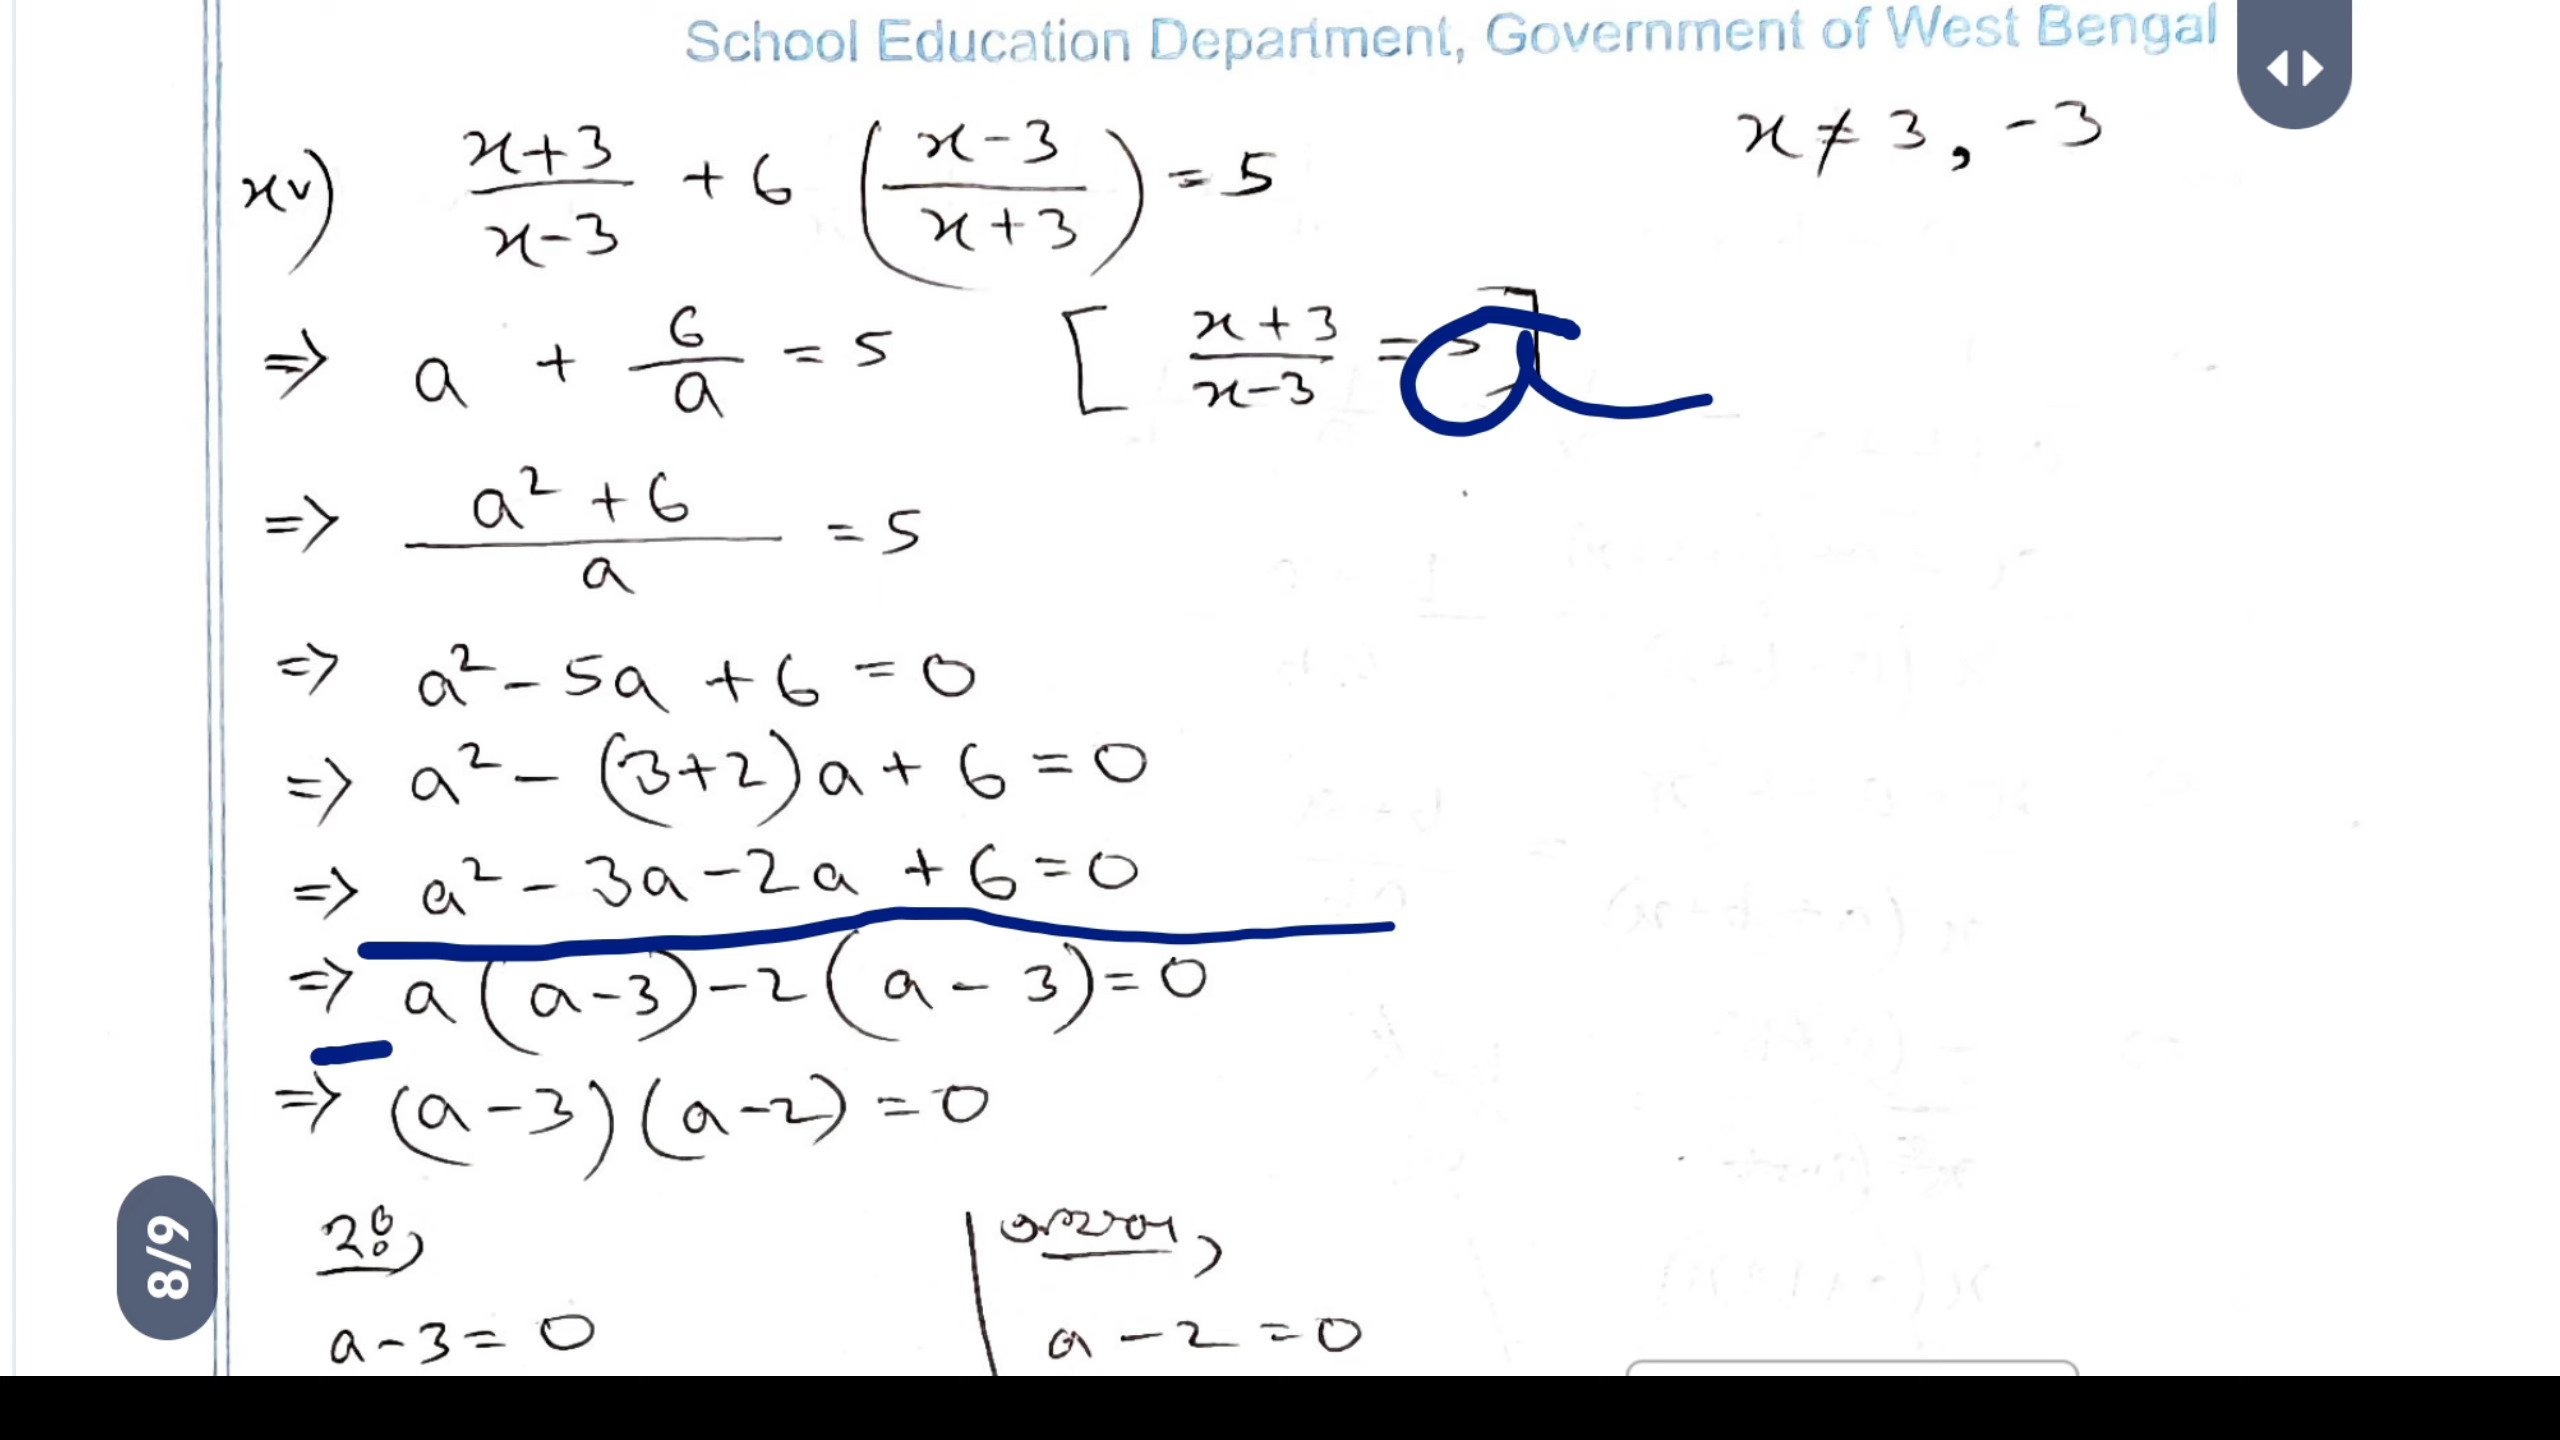 School Education Department, Government of West Bengal
xv) (x+3)/(x-3) + 6 ((x-3)/(x+3)) = 5    x ≠ 3, -3
=> a + 6/a = 5 [ (x+3)/(x-3) = a ]
=> (a² + 6)/a = 5
=> a² - 5a + 6 = 0
=> a² - (3+2)a + 6 = 0
=> a² - 3a - 2a + 6 = 0
=> a(a-3) - 2(a-3) = 0
=> (a-3)(a-2) = 0
হয়, অথবা,
a-3 = 0 a-2 = 0
8/9